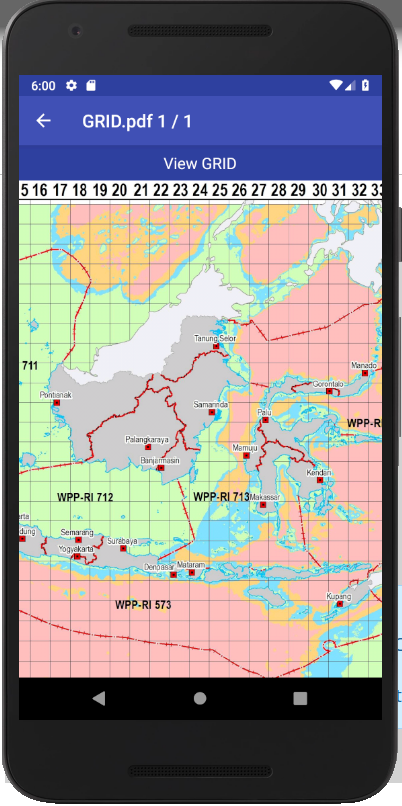 6:00
GRID.pdf 1 / 1
View GRID
5 16 17 18 19 20 21 22 23 24 25 26 27 28 29 30 31 32 33
Tanjung Selor
Manado
711
Gorontalo
Pontianak
Samarinda
Palu
WPP-RI
Palangkaraya
Mamuju
Banjarmasin
Kendari
WPP-RI 712
WPP-RI 713
Makassar
arta
Semarang
dung
Surabaya
Yogyakarta
Denpasar
Mataram
Kupang
WPP-RI 573